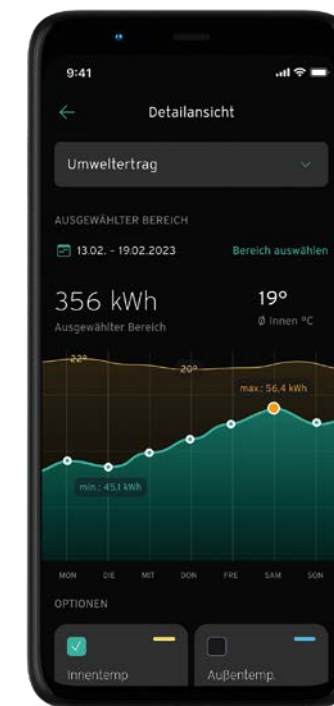 9:41
Detailansicht
Umweltertrag
AUSGEWÄHLTER BEREICH
13.02. – 19.02.2023 Bereich auswählen
356 kWh 19°
Ausgewählter Bereich Ø Innen °C
22°
20°
max.: 56,4 kWh
min.: 45,1 kWh
MON DIE MIT DON FRE SAM SON
OPTIONEN
Innentemp Außentemp.